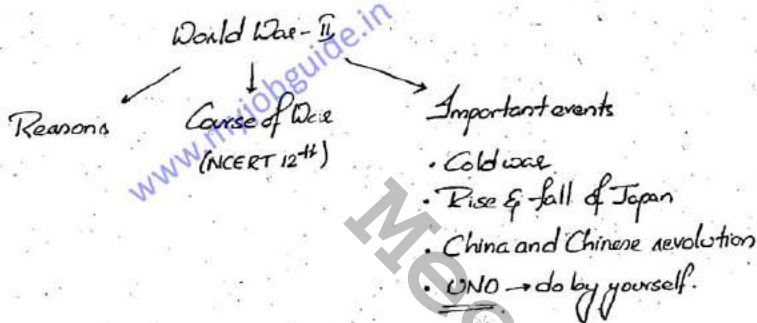 World War-II
Reasons
Course of War
(NCERT 12th)
Important events
• Cold war
• Rise & fall of Japan
• China and Chinese revolution
• UNO → do by yourself.
www.myjobguide.in